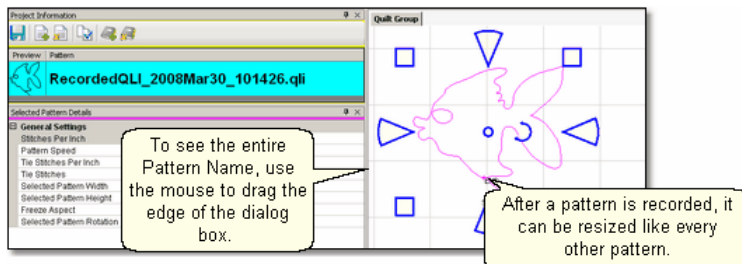 Project Information
Quilt Group
Preview Pattern
RecordedQLI_2008Mar30_101426.qli
Selected Pattern Details
General Settings
Stitches Per Inch
Pattern Speed
Tie Stitches Per Inch
Tie Stitches
Selected Pattern Width
Selected Pattern Height
Freeze Aspect
Selected Pattern Rotation
To see the entire
Pattern Name, use
the mouse to drag the
edge of the dialog
box.
After a pattern is recorded, it
can be resized like every
other pattern.